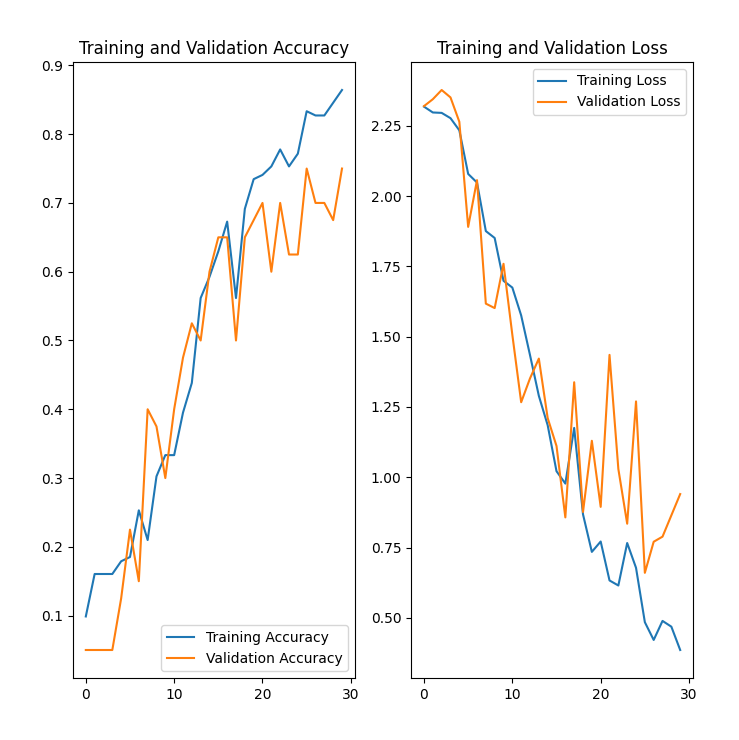 Training and Validation Accuracy
0.9
0.8
0.7
0.6
0.5
0.4
0.3
0.2
0.1
Training Accuracy
Validation Accuracy
0 10 20 30
Training and Validation Loss
Training Loss
Validation Loss
2.25
2.00
1.75
1.50
1.25
1.00
0.75
0.50
0 10 20 30